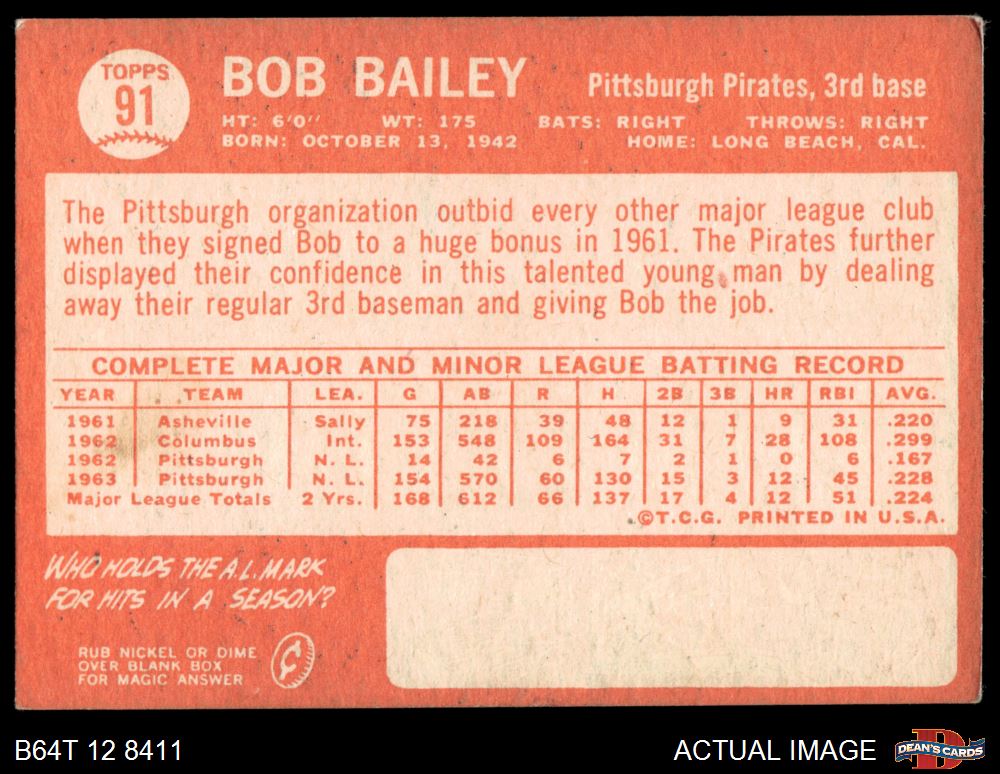 TOPPS
91
BOB BAILEY
Pittsburgh Pirates, 3rd base
HT: 6'0" WT: 175 BATS: RIGHT THROWS: RIGHT
BORN: OCTOBER 13, 1942 HOME: LONG BEACH, CAL.
The Pittsburgh organization outbid every other major league club
when they signed Bob to a huge bonus in 1961. The Pirates further
displayed their confidence in this talented young man by dealing
away their regular 3rd baseman and giving Bob the job.
COMPLETE MAJOR AND MINOR LEAGUE BATTING RECORD
YEAR TEAM LEA. G AB R H 2B 3B HR RBI AVG.
1961 Asheville Sally 75 218 39 48 12 1 9 31 .220
1962 Columbus Int. 153 548 109 164 31 7 28 108 .299
1962 Pittsburgh N. L. 14 42 6 7 2 1 0 6 .167
1963 Pittsburgh N. L. 154 570 60 130 15 3 12 45 .228
Major League Totals 2 Yrs. 168 612 66 137 17 4 12 51 .224
©T.C.G. PRINTED IN U.S.A.
WHO HOLDS THE A.L. MARK
FOR HITS IN A SEASON?
RUB NICKEL OR DIME
OVER BLANK BOX
FOR MAGIC ANSWER
¢
B64T 12 8411
ACTUAL IMAGE
D
DEAN'S CARDS